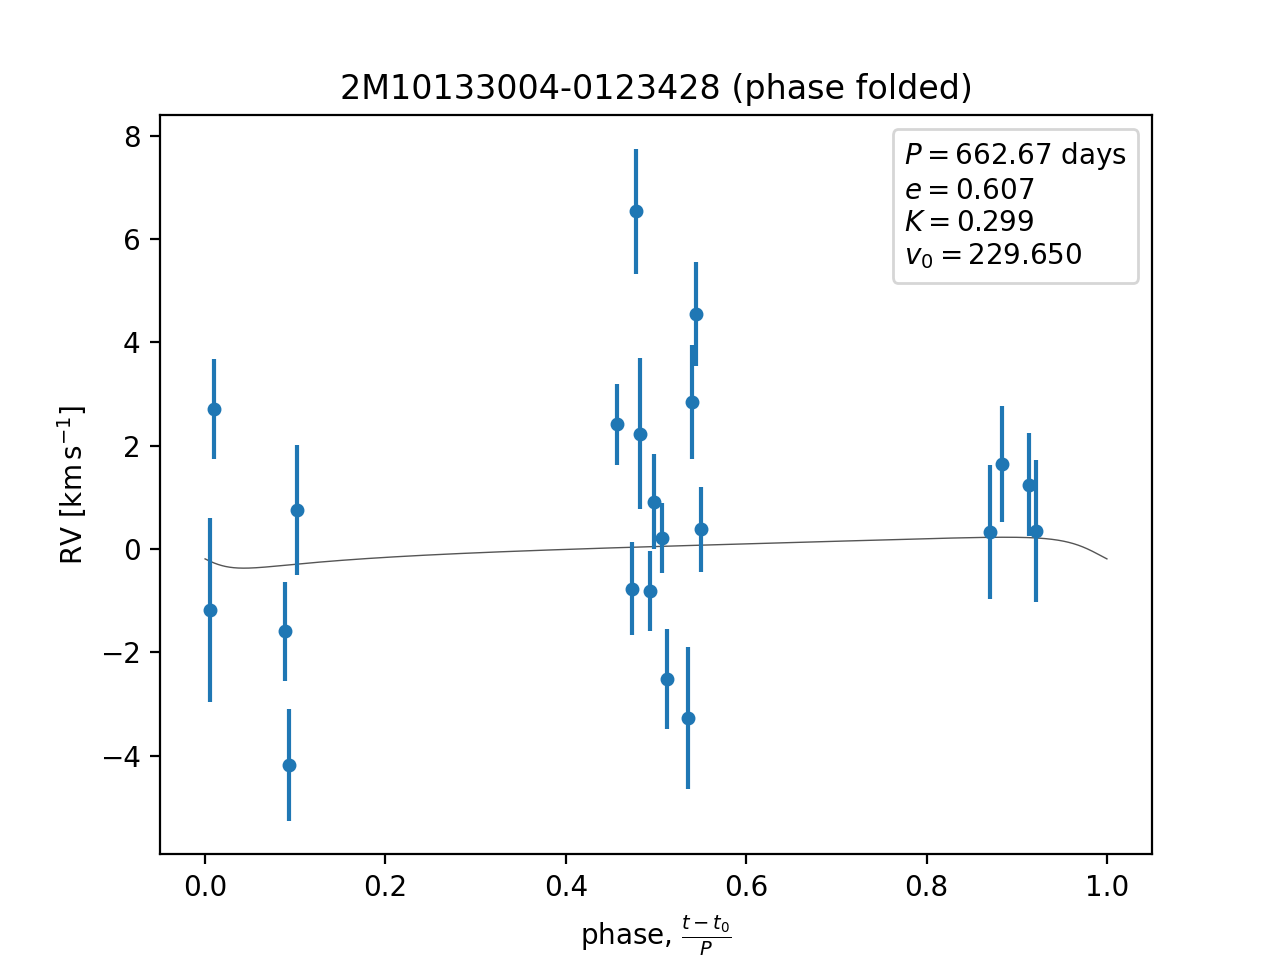 2M10133004-0123428 (phase folded)
P = 662.67 days
e = 0.607
K = 0.299
v₀ = 229.650
8
6
4
2
0
−2
−4
RV [km s⁻¹]
0.0 0.2 0.4 0.6 0.8 1.0
phase, (t − t₀)/P